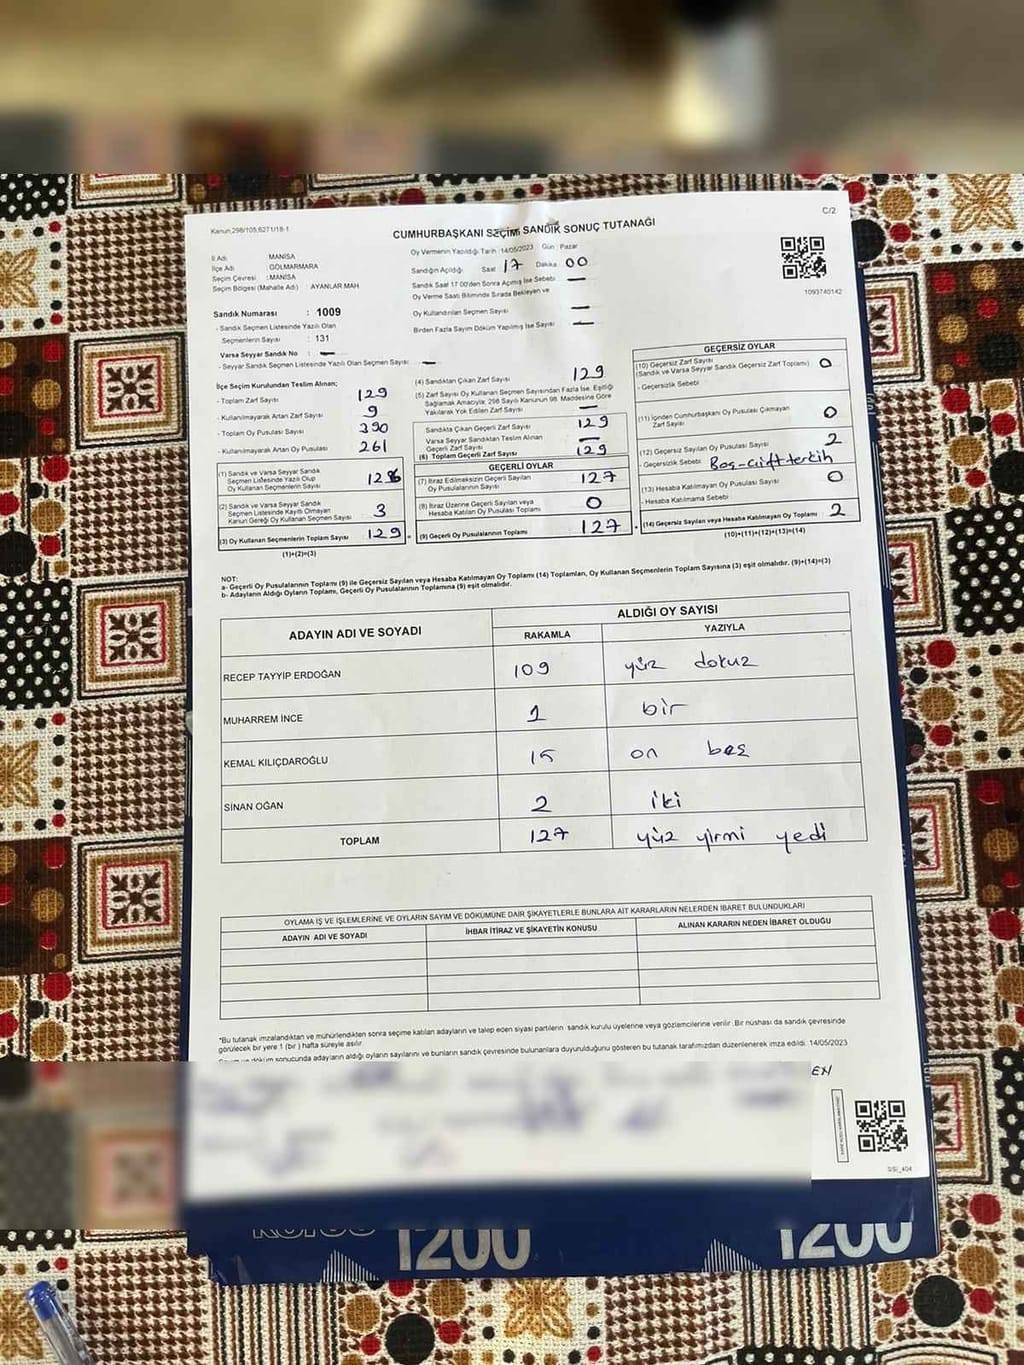 Kanun,298/105,6271/18-1
C/2
CUMHURBAŞKANI SEÇİMİ SANDIK SONUÇ TUTANAĞI
İl Adı MANİSA
İlçe Adı : GÖLMARMARA
Seçim Çevresi : MANİSA
Seçim Bölgesi (Mahalle Adı) : AYANLAR MAH
Oy Vermenin Yapıldığı Tarih : 14/05/2023 Gün : Pazar
Sandığın Açıldığı Saat 17 Dakika 00
Sandık Saat 17:00'den Sonra Açılmış İse Sebebi —
Oy Verme Saati Bitiminde Sırada Bekleyen ve
Oy Kullandırılan Seçmen Sayısı —
Birden Fazla Sayım Döküm Yapılmış İse Sayısı —
1093740142
Sandık Numarası : 1009
- Sandık Seçmen Listesinde Yazılı Olan
Seçmenlerin Sayısı : 131
Varsa Seyyar Sandık No : —
- Seyyar Sandık Seçmen Listesinde Yazılı Olan Seçmen Sayısı : —
İlçe Seçim Kurulundan Teslim Alınan;
- Toplam Zarf Sayısı 129
- Kullanılmayarak Artan Zarf Sayısı 9
- Toplam Oy Pusulası Sayısı 390
- Kullanılmayarak Artan Oy Pusulası 261
(1) Sandık ve Varsa Seyyar Sandık
Seçmen Listesinde Yazılı Olup
Oy Kullanan Seçmenlerin Sayısı 126
(2) Sandık ve Varsa Seyyar Sandık
Seçmen Listesinde Kayıtlı Olmayan
Kanun Gereği Oy Kullanan Seçmen Sayısı 3
(3) Oy Kullanan Seçmenlerin Toplam Sayısı 129
(1)+(2)=(3)
(4) Sandıktan Çıkan Zarf Sayısı 129
(5) Zarf Sayısı Oy Kullanan Seçmen Sayısından Fazla İse, Eşitliği
Sağlamak Amacıyla; 298 Sayılı Kanunun 98. Maddesine Göre
Yakılarak Yok Edilen Zarf Sayısı —
Sandıkta Çıkan Geçerli Zarf Sayısı 129
Varsa Seyyar Sandıktan Teslim Alınan
Geçerli Zarf Sayısı —
(6) Toplam Geçerli Zarf Sayısı 129
GEÇERLİ OYLAR
(7) İtiraz Edilmeksizin Geçerli Sayılan
Oy Pusulalarının Sayısı 127
(8) İtiraz Üzerine Geçerli Sayılan veya
Hesaba Katılan Oy Pusulası Toplamı 0
(9) Geçerli Oy Pusulalarının Toplamı 127
GEÇERSİZ OYLAR
(10) Geçersiz Zarf Sayısı
(Sandık ve Varsa Seyyar Sandık Geçersiz Zarf Toplamı) 0
- Geçersizlik Sebebi
(11) İçinden Cumhurbaşkanı Oy Pusulası Çıkmayan
Zarf Sayısı 0
(12) Geçersiz Sayılan Oy Pusulası Sayısı 2
- Geçersizlik Sebebi Boş-çift tercih
(13) Hesaba Katılmayan Oy Pusulası Sayısı 0
- Hesaba Katılmama Sebebi
(14) Geçersiz Sayılan veya Hesaba Katılmayan Oy Toplamı 2
(10)+(11)+(12)+(13)=(14)
NOT:
a- Geçerli Oy Pusulalarının Toplamı (9) ile Geçersiz Sayılan veya Hesaba Katılmayan Oy Toplamı (14) Toplamları, Oy Kullanan Seçmenlerin Toplam Sayısına (3) eşit olmalıdır. (9)+(14)=(3)
b- Adayların Aldığı Oyların Toplamı, Geçerli Oy Pusulalarının Toplamına (9) eşit olmalıdır.
ADAYIN ADI VE SOYADI ALDIĞI OY SAYISI
RAKAMLA YAZIYLA
RECEP TAYYİP ERDOĞAN 109 yüz dokuz
MUHARREM İNCE 1 bir
KEMAL KILIÇDAROĞLU 15 on beş
SİNAN OĞAN 2 iki
TOPLAM 127 yüz yirmi yedi
OYLAMA İŞ VE İŞLEMLERİNE VE OYLARIN SAYIM VE DÖKÜMÜNE DAİR ŞİKAYETLERLE BUNLARA AİT KARARLARIN NELERDEN İBARET BULUNDUKLARI
ADAYIN ADI VE SOYADI İHBAR İTİRAZ VE ŞİKAYETİN KONUSU ALINAN KARARIN NEDEN İBARET OLDUĞU
*Bu tutanak imzalandıktan ve mühürlendikten sonra seçime katılan adayların ve talep eden siyasi partilerin sandık kurulu üyelerine veya gözlemcilerine verilir. Bir nüshası da sandık çevresinde
görülecek bir yere 1 (bir) hafta süreyle asılır.
döküm sonucunda adayların aldığı oyların sayılarını ve bunların sandık çevresinde bulunanlara duyurulduğunu gösteren bu tutanak tarafımızdan düzenlenerek imza edildi. 14/05/2023
EN
SSİ_404
1200
1200